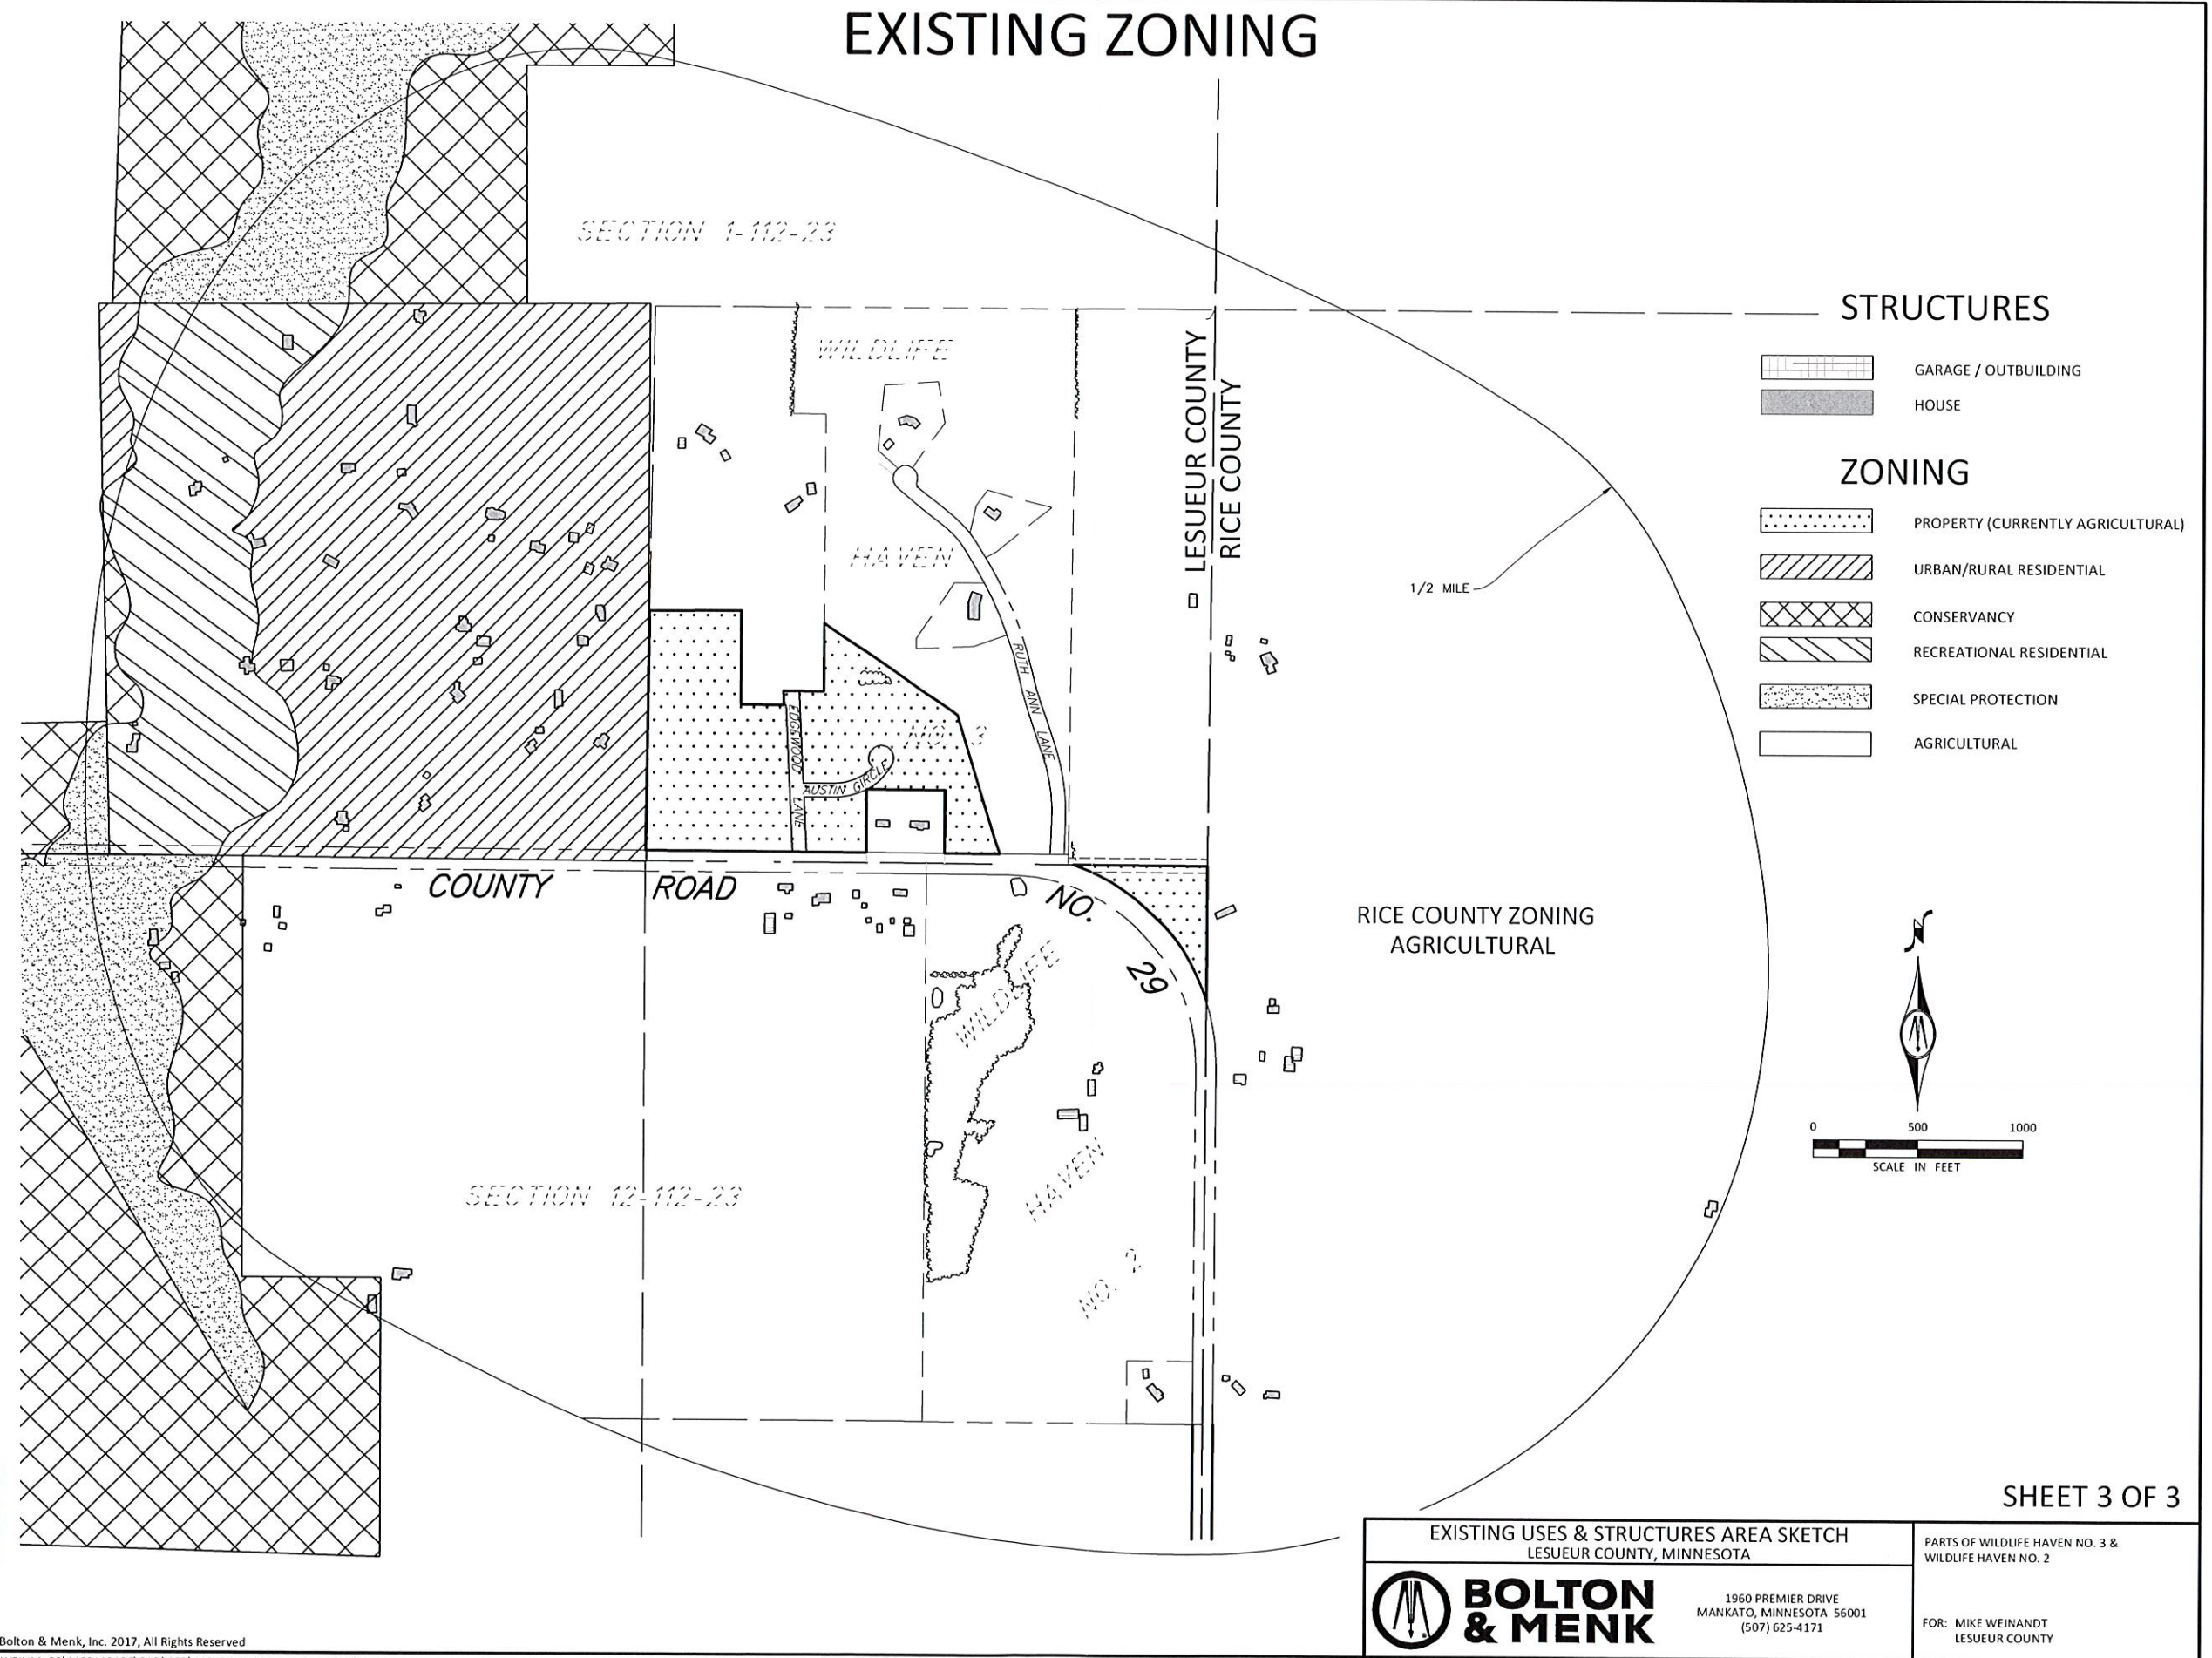 EXISTING ZONING
SECTION 1-112-23
WILDLIFE
HAVEN
NO. 3
LESUEUR COUNTY
RICE COUNTY
1/2 MILE
RUTH ANN LANE
EDGEWOOD LANE
AUSTIN CIRCLE
COUNTY ROAD NO. 29
RICE COUNTY ZONING
AGRICULTURAL
WILDLIFE
HAVEN
NO. 2
SECTION 12-112-23
STRUCTURES
GARAGE / OUTBUILDING
HOUSE
ZONING
PROPERTY (CURRENTLY AGRICULTURAL)
URBAN/RURAL RESIDENTIAL
CONSERVANCY
RECREATIONAL RESIDENTIAL
SPECIAL PROTECTION
AGRICULTURAL
N
0 500 1000
SCALE IN FEET
SHEET 3 OF 3
EXISTING USES & STRUCTURES AREA SKETCH
LESUEUR COUNTY, MINNESOTA
BOLTON
& MENK
1960 PREMIER DRIVE
MANKATO, MINNESOTA 56001
(507) 625-4171
PARTS OF WILDLIFE HAVEN NO. 3 &
WILDLIFE HAVEN NO. 2
FOR: MIKE WEINANDT
LESUEUR COUNTY
Bolton & Menk, Inc. 2017, All Rights Reserved